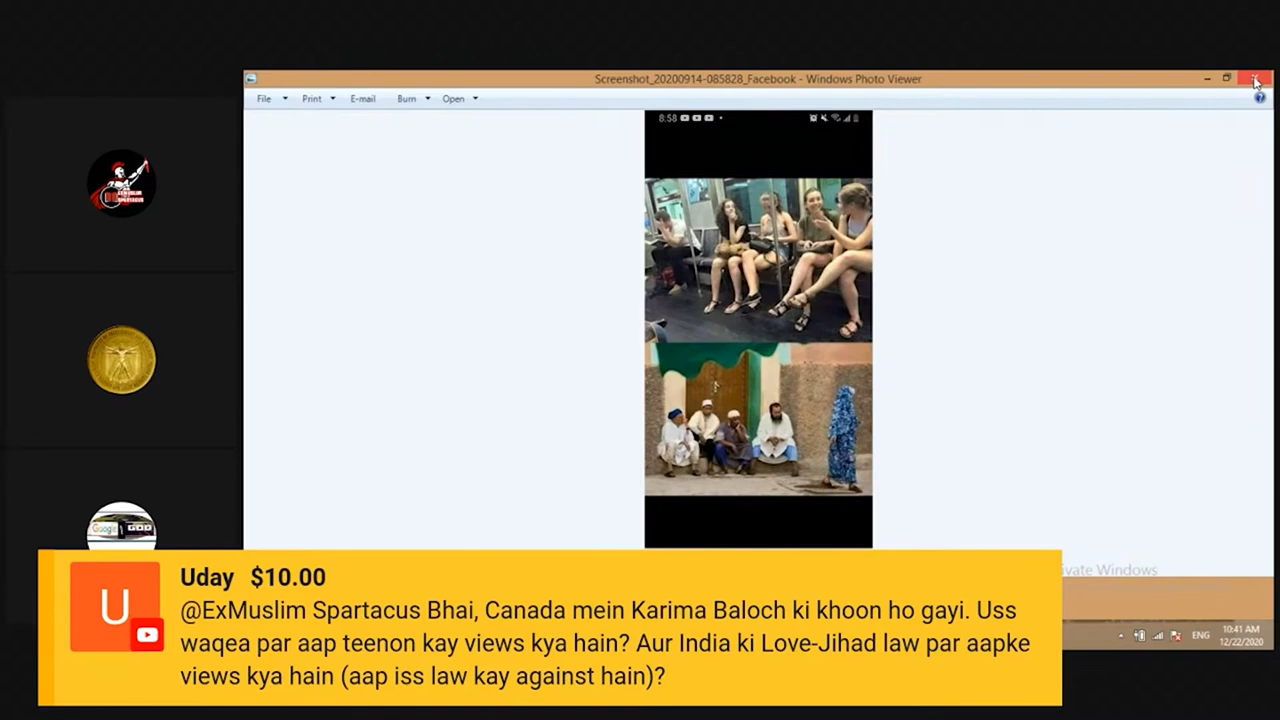 Screenshot_20200914-085828_Facebook - Windows Photo Viewer
File Print E-mail Burn Open
8:58
Google GOD
Uday $10.00
@ExMuslim Spartacus Bhai, Canada mein Karima Baloch ki khoon ho gayi. Uss
waqea par aap teenon kay views kya hain? Aur India ki Love-Jihad law par aapke
views kya hain (aap iss law kay against hain)?
U
Windows
ENG
10:41 AM
12/22/2020